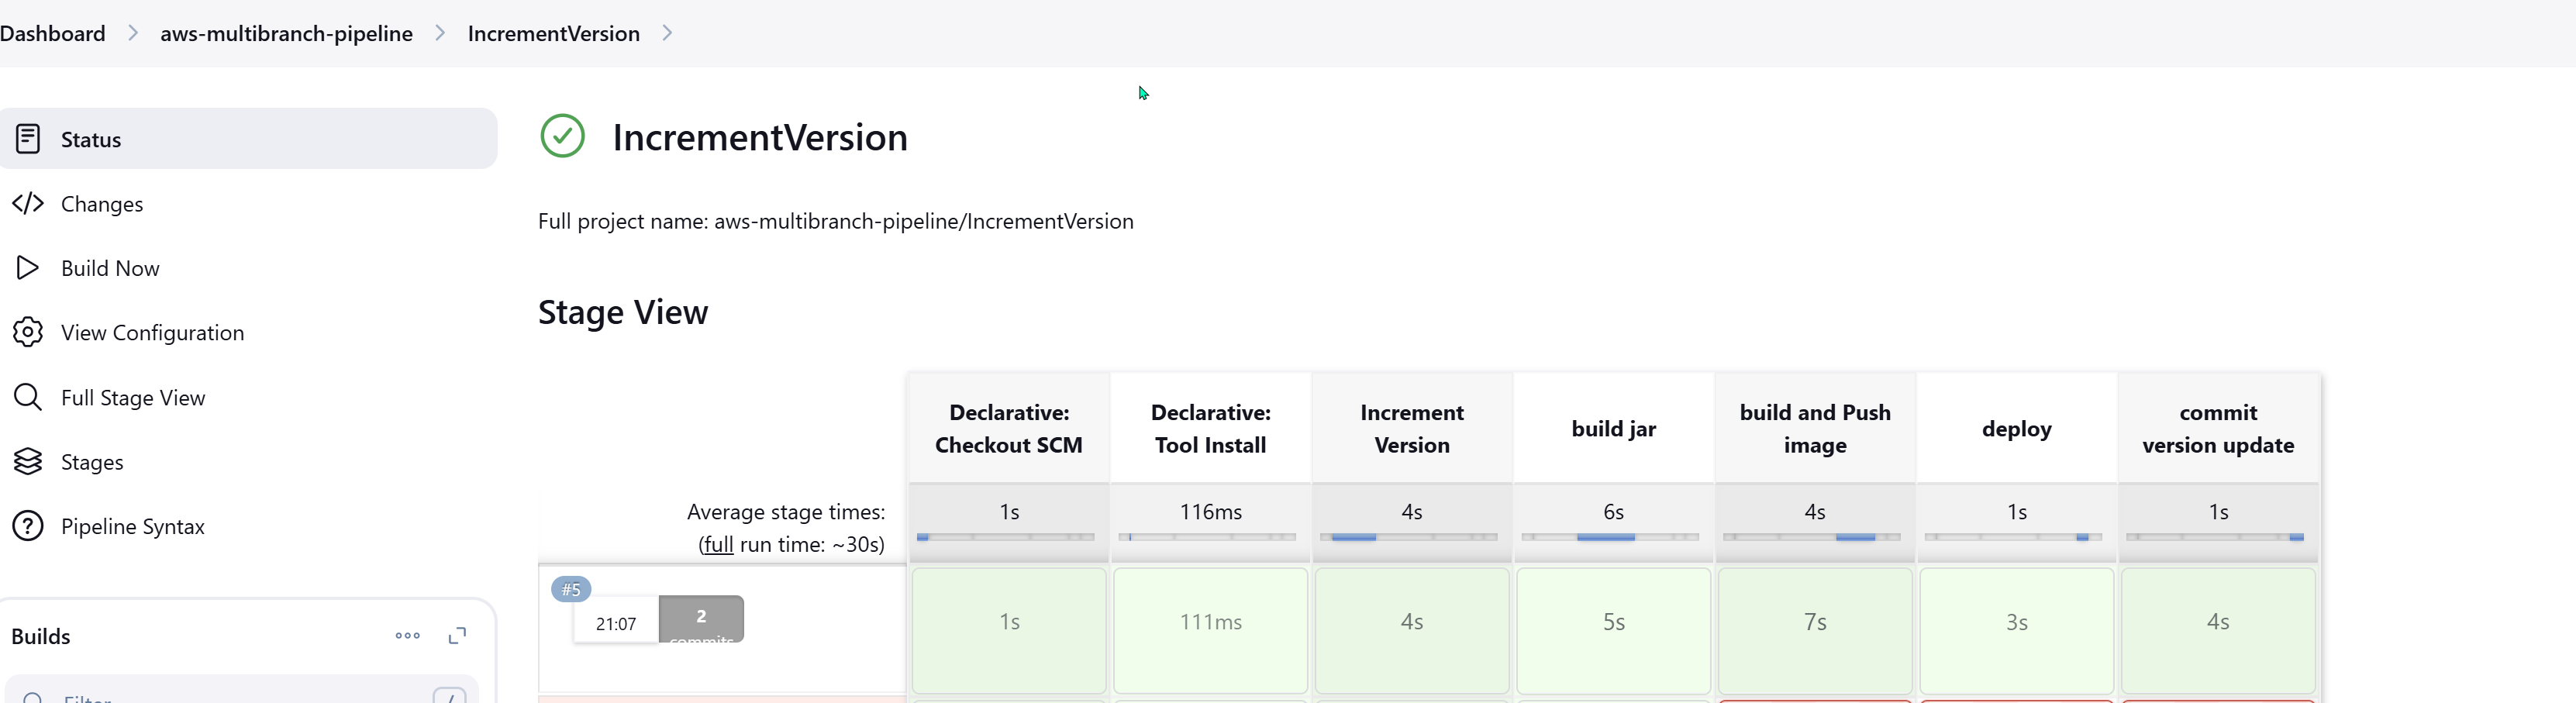 Dashboard aws-multibranch-pipeline IncrementVersion
Status
Changes
Build Now
View Configuration
Full Stage View
Stages
Pipeline Syntax
Builds
Filter
/
IncrementVersion
Full project name: aws-multibranch-pipeline/IncrementVersion
Stage View
Declarative:
Checkout SCM
Declarative:
Tool Install
Increment
Version
build jar
build and Push
image
deploy
commit
version update
Average stage times:
(full run time: ~30s)
1s 116ms 4s 6s 4s 1s 1s
#5
21:07
2
commits
1s 111ms 4s 5s 7s 3s 4s